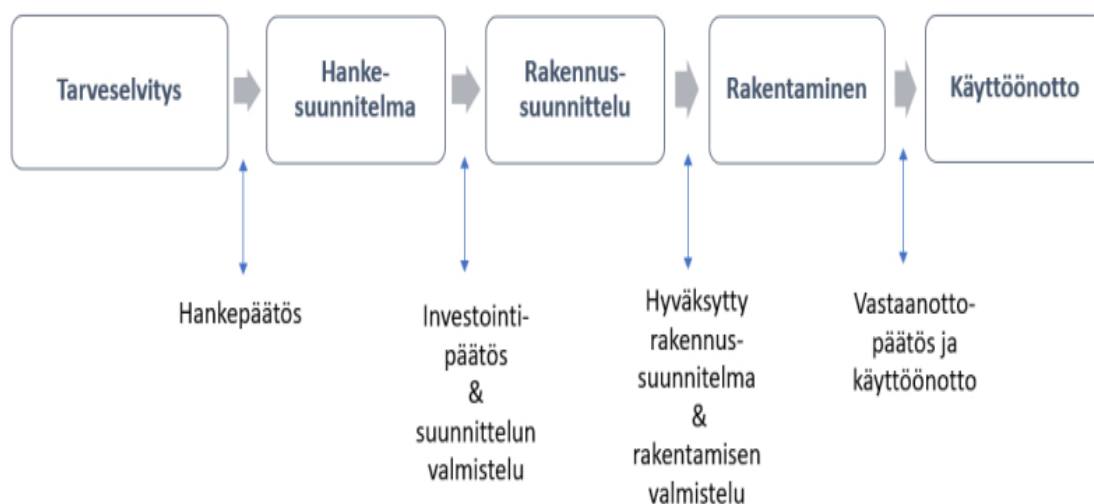 Tarveselvitys
Hanke-
suunnitelma
Rakennus-
suunnittelu
Rakentaminen
Käyttöönotto
Hankepäätös
Investointi-
päätös
&
suunnittelun
valmistelu
Hyväksytty
rakennus-
suunnitelma
&
rakentamisen
valmistelu
Vastaanotto-
päätös ja
käyttöönotto